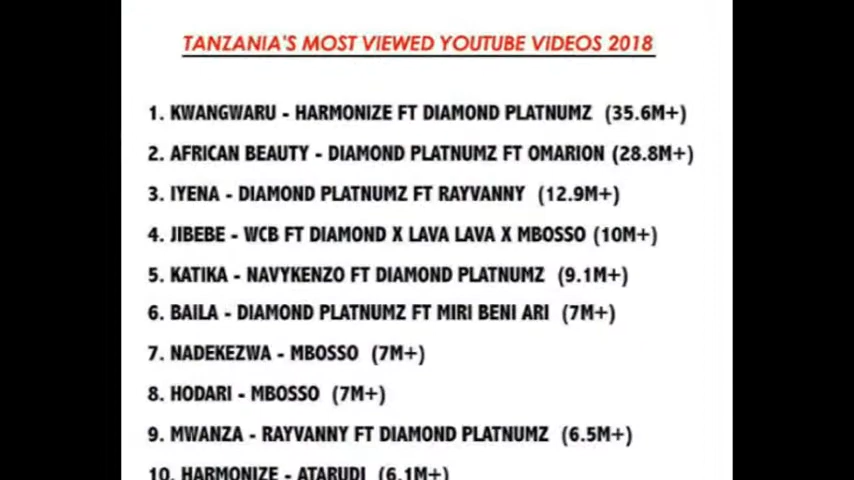 TANZANIA'S MOST VIEWED YOUTUBE VIDEOS 2018
1. KWANGWARU - HARMONIZE FT DIAMOND PLATNUMZ (35.6M+)
2. AFRICAN BEAUTY - DIAMOND PLATNUMZ FT OMARION (28.8M+)
3. IYENA - DIAMOND PLATNUMZ FT RAYVANNY (12.9M+)
4. JIBEBE - WCB FT DIAMOND X LAVA LAVA X MBOSSO (10M+)
5. KATIKA - NAVYKENZO FT DIAMOND PLATNUMZ (9.1M+)
6. BAILA - DIAMOND PLATNUMZ FT MIRI BENI ARI (7M+)
7. NADEKEZWA - MBOSSO (7M+)
8. HODARI - MBOSSO (7M+)
9. MWANZA - RAYVANNY FT DIAMOND PLATNUMZ (6.5M+)
10. HARMONIZE - ATARUDI (6.1M+)